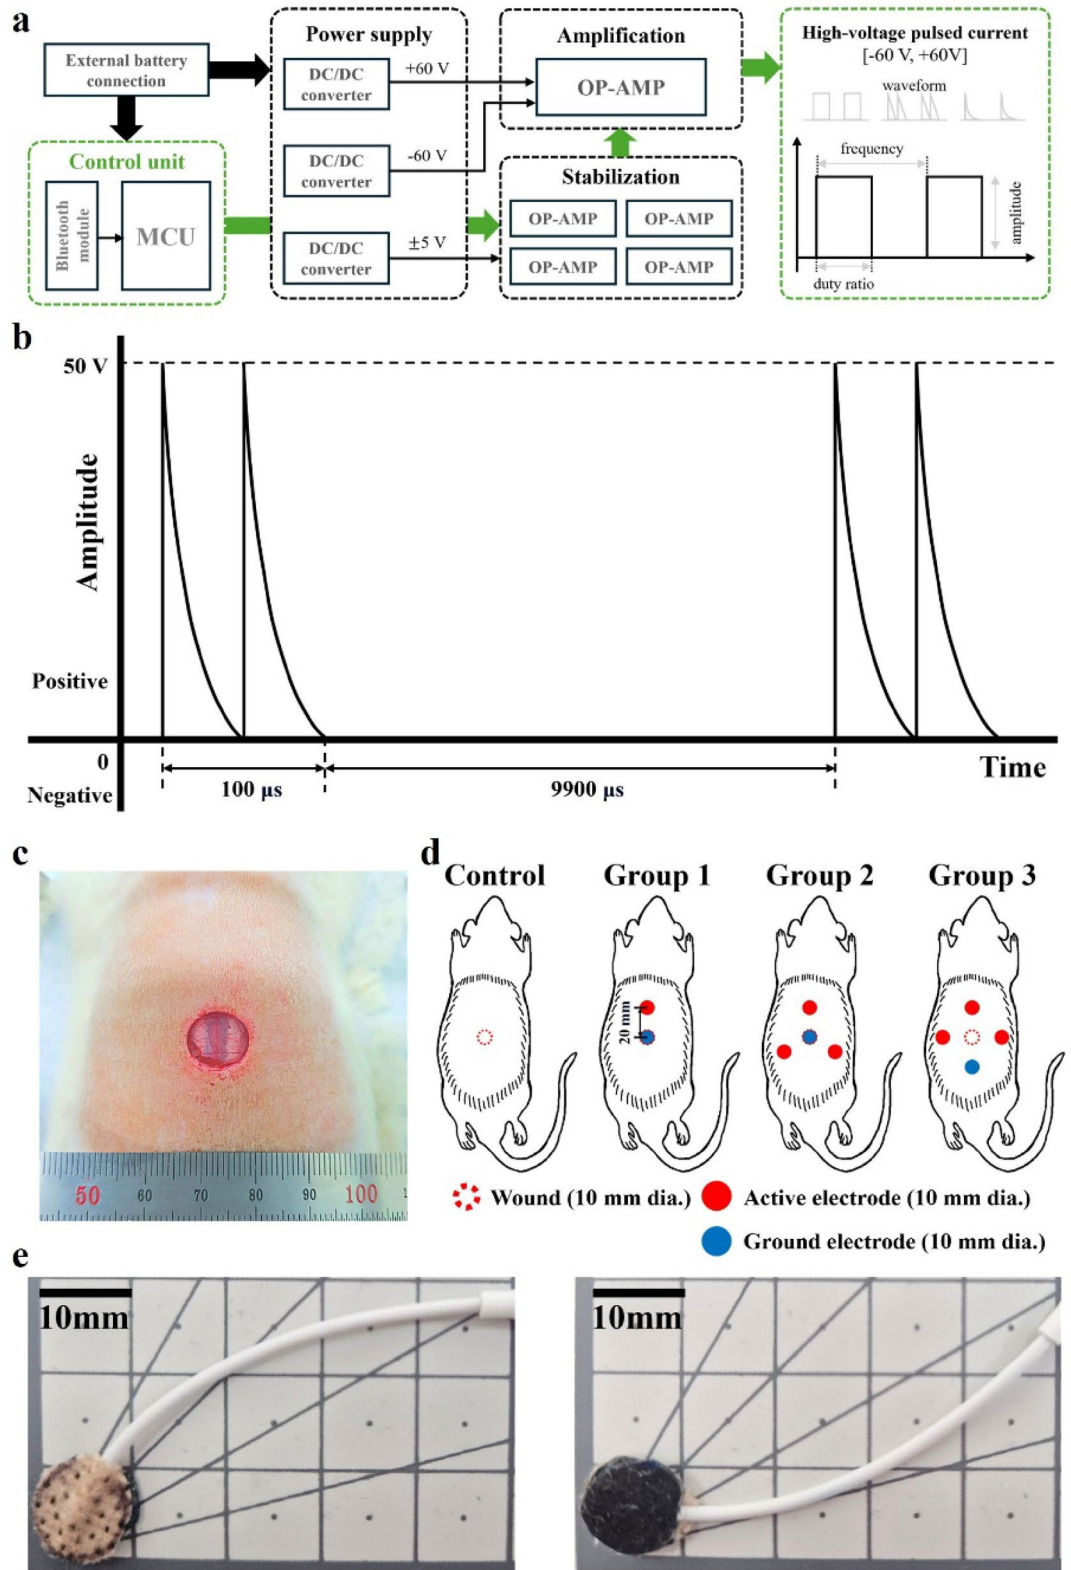 a
External battery
connection
Control unit
Bluetooth
module
MCU
Power supply
DC/DC
converter
+60 V
DC/DC
converter
-60 V
DC/DC
converter
±5 V
Amplification
OP-AMP
Stabilization
OP-AMP
OP-AMP
OP-AMP
OP-AMP
High-voltage pulsed current
[-60 V, +60V]
waveform
frequency
amplitude
duty ratio
b
50 V
Amplitude
Positive
0
Negative
Time
100 µs
9900 µs
c
50 60 70 80 90 100 1
d
Control
Group 1
Group 2
Group 3
20 mm
Wound (10 mm dia.)
Active electrode (10 mm dia.)
Ground electrode (10 mm dia.)
e
10mm
10mm